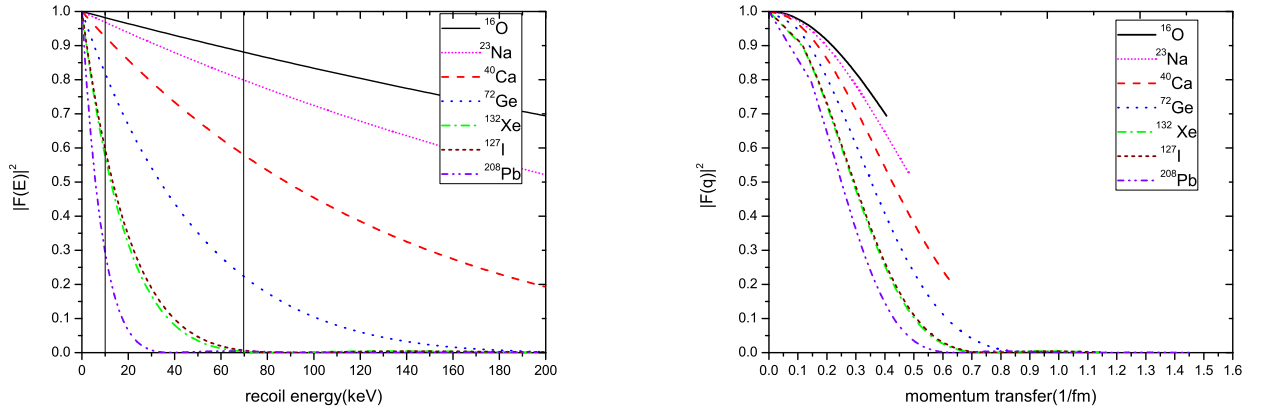 |F(E)|²
1.0
0.9
0.8
0.7
0.6
0.5
0.4
0.3
0.2
0.1
0.0
0 20 40 60 80 100 120 140 160 180 200
recoil energy(keV)
¹⁶O
²³Na
⁴⁰Ca
⁷²Ge
¹³²Xe
¹²⁷I
²⁰⁸Pb
|F(q)|²
1.0
0.9
0.8
0.7
0.6
0.5
0.4
0.3
0.2
0.1
0.0
0.0 0.1 0.2 0.3 0.4 0.5 0.6 0.7 0.8 0.9 1.0 1.1 1.2 1.3 1.4 1.5 1.6
momentum transfer(1/fm)
¹⁶O
²³Na
⁴⁰Ca
⁷²Ge
¹³²Xe
¹²⁷I
²⁰⁸Pb